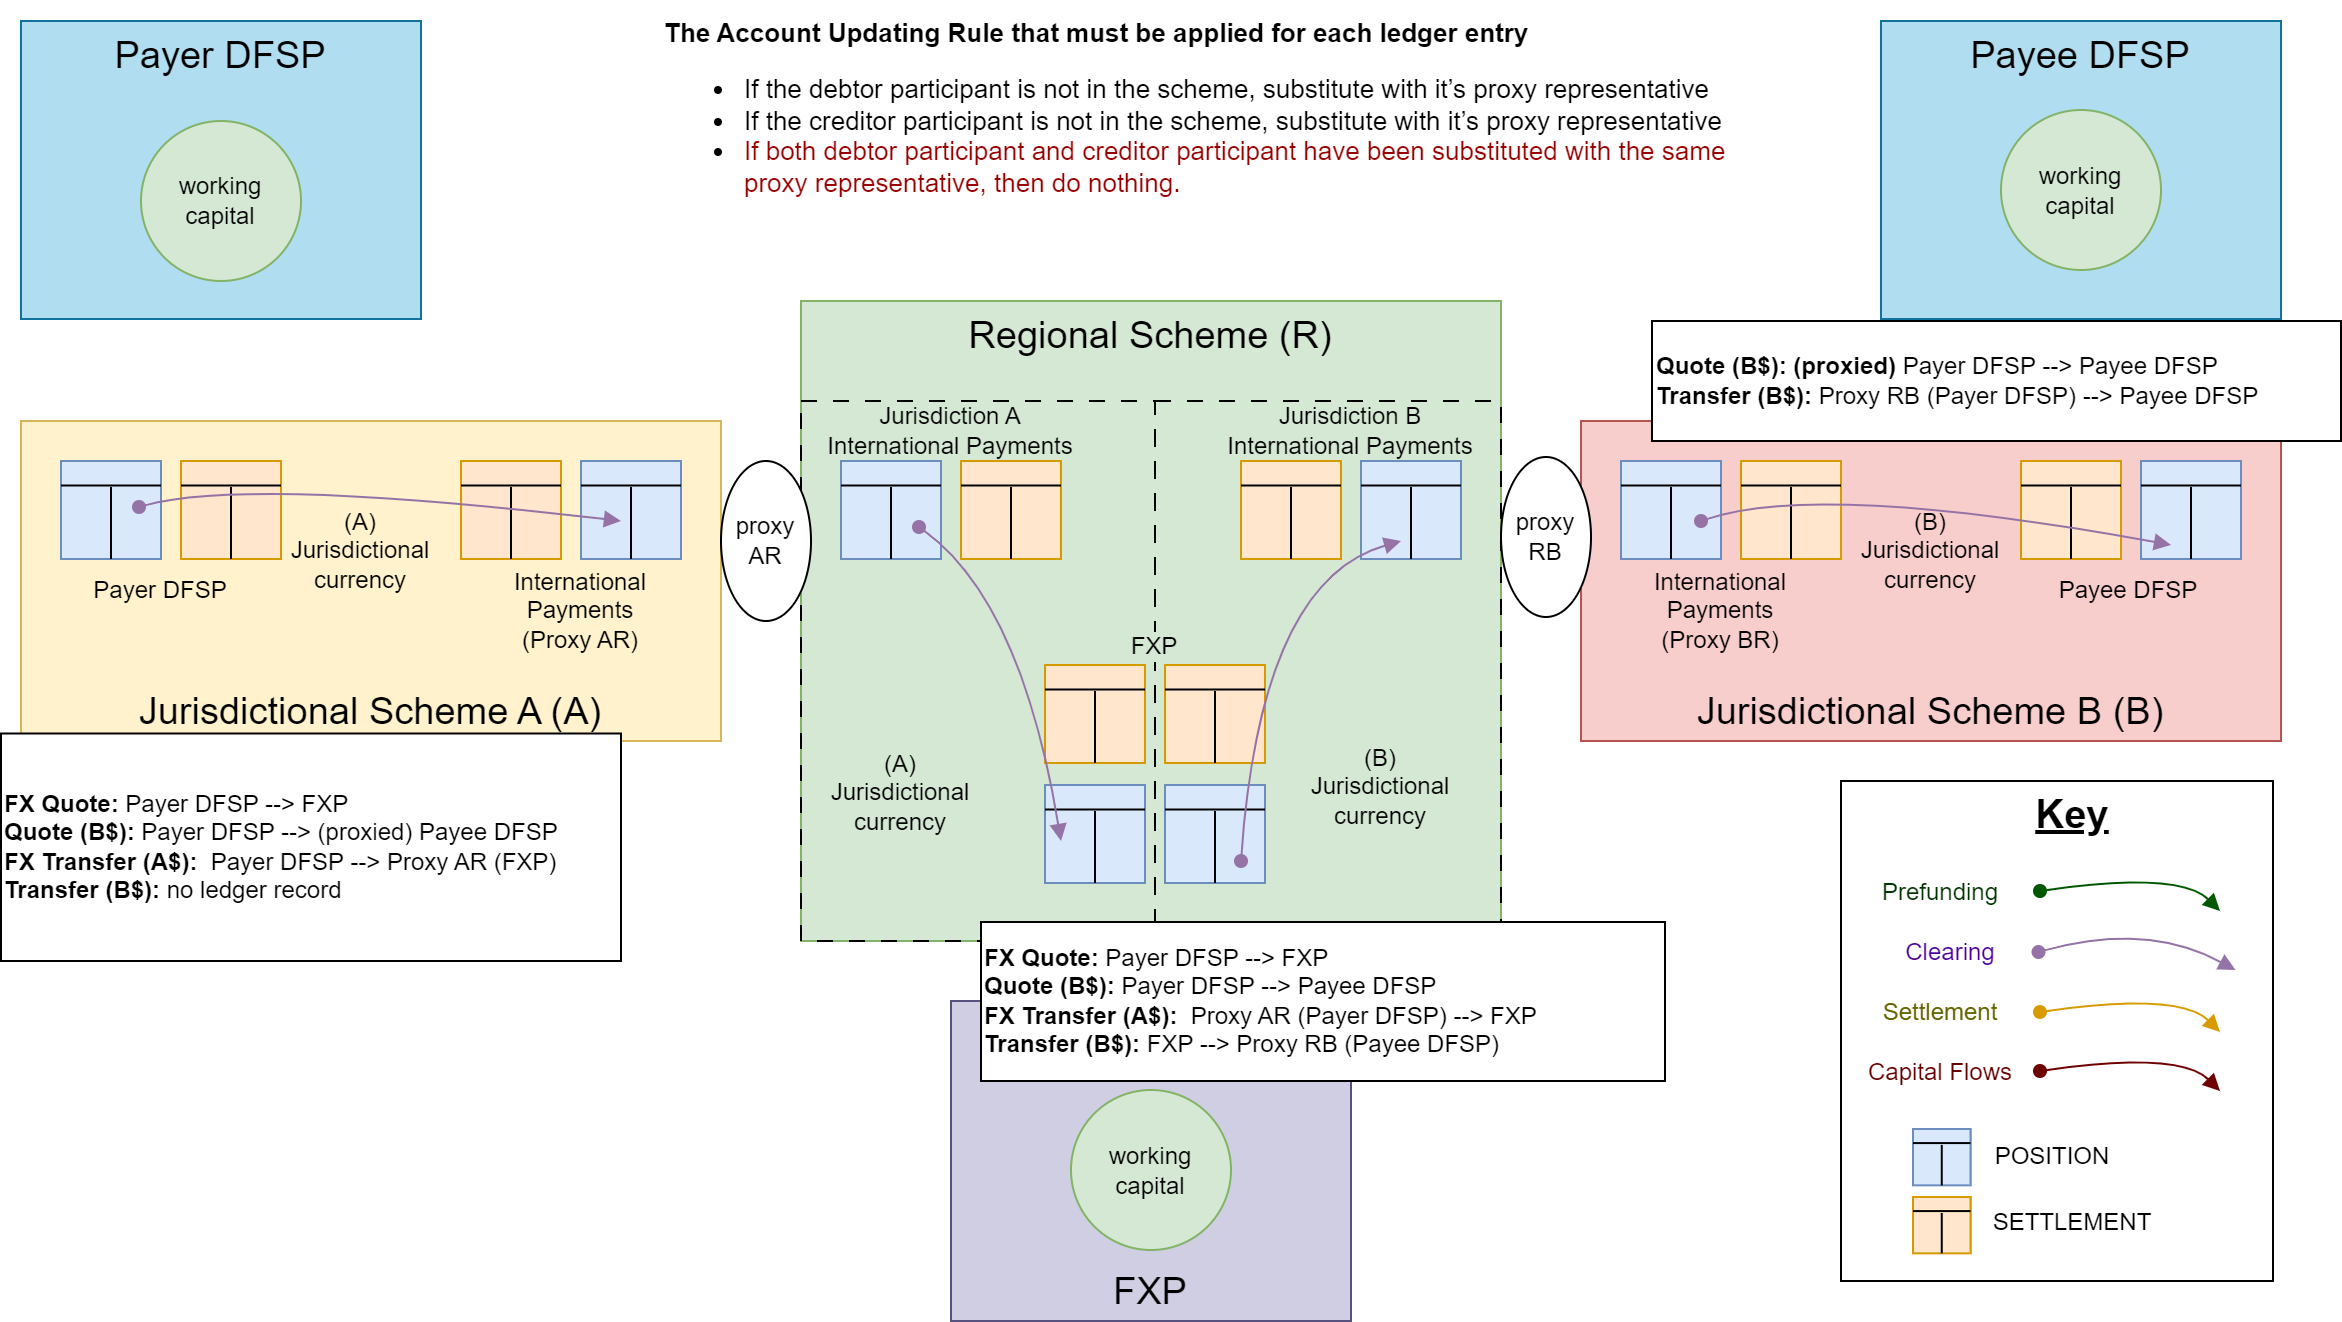 Payer DFSP
working
capital
The Account Updating Rule that must be applied for each ledger entry
• If the debtor participant is not in the scheme, substitute with it’s proxy representative
• If the creditor participant is not in the scheme, substitute with it’s proxy representative
• If both debtor participant and creditor participant have been substituted with the same
proxy representative, then do nothing.
Payee DFSP
working
capital
Quote (B$): (proxied) Payer DFSP --> Payee DFSP
Transfer (B$): Proxy RB (Payer DFSP) --> Payee DFSP
(A)
Jurisdictional
currency
Payer DFSP
International
Payments
(Proxy AR)
Jurisdictional Scheme A (A)
FX Quote: Payer DFSP --> FXP
Quote (B$): Payer DFSP --> (proxied) Payee DFSP
FX Transfer (A$):  Payer DFSP --> Proxy AR (FXP)
Transfer (B$): no ledger record
proxy
AR
Regional Scheme (R)
Jurisdiction A
International Payments
Jurisdiction B
International Payments
FXP
(A)
Jurisdictional
currency
(B)
Jurisdictional
currency
proxy
RB
(B)
Jurisdictional
currency
International
Payments
(Proxy BR)
Payee DFSP
Jurisdictional Scheme B (B)
FX Quote: Payer DFSP --> FXP
Quote (B$): Payer DFSP --> Payee DFSP
FX Transfer (A$):  Proxy AR (Payer DFSP) --> FXP
Transfer (B$): FXP --> Proxy RB (Payee DFSP)
working
capital
FXP
Key
Prefunding
Clearing
Settlement
Capital Flows
POSITION
SETTLEMENT